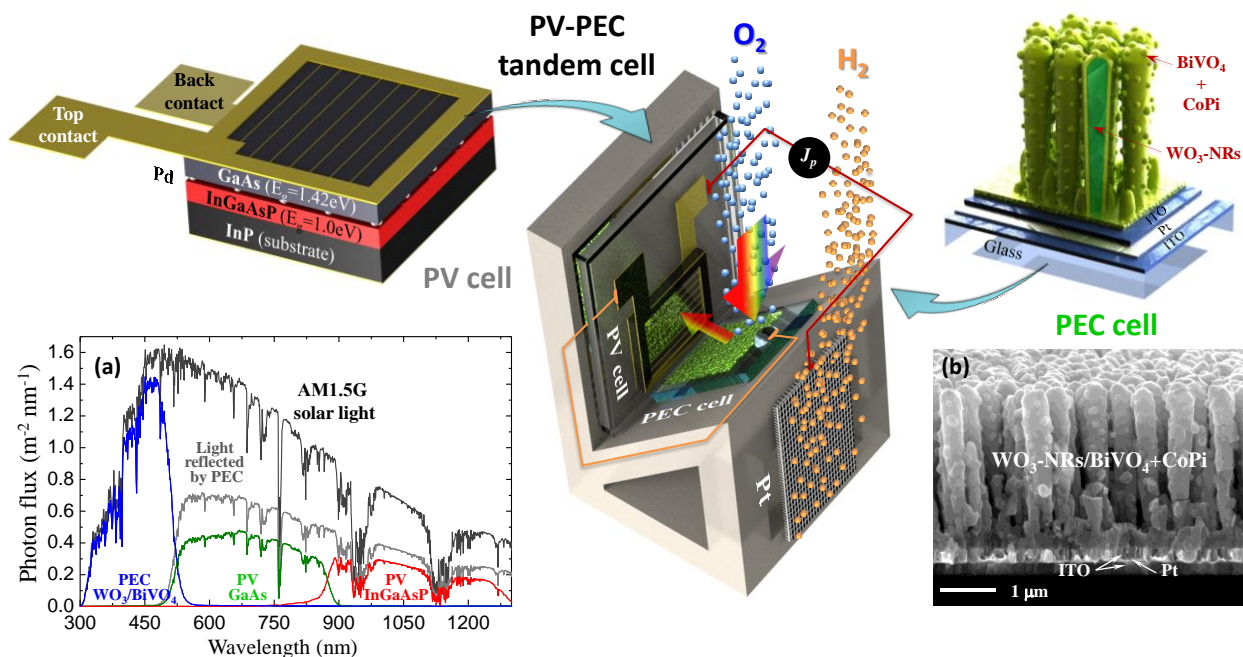 PV-PEC
tandem cell
O₂
H₂
Back
contact
Top
contact
Pd
GaAs (E_g=1.42eV)
InGaAsP (E_g=1.0eV)
InP (substrate)
PV cell
BiVO₄
+
CoPi
WO₃-NRs
ITO
Pt
ITO
Glass
PEC cell
J_p
PV cell
PEC cell
Pt
(a)
AM1.5G
solar light
Light
reflected
by PEC
PEC
WO₃/BiVO₄
PV
GaAs
PV
InGaAsP
Photon flux (m⁻² nm⁻¹)
1.6
1.4
1.2
1.0
0.8
0.6
0.4
0.2
0.0
300 450 600 750 900 1050 1200
Wavelength (nm)
(b)
WO₃-NRs/BiVO₄+CoPi
ITO
Pt
1 μm